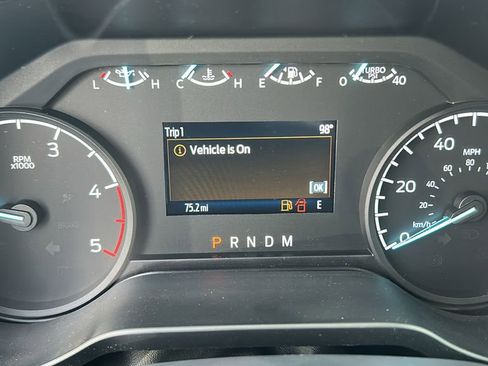 L H C H E F 0 TURBO PSI 40
Trip 1 98°
Vehicle is On
[OK]
75.2 mi E
P R N D M
RPM
x1000
3
4
5
40
MPH
60 80
20
40
20
0
km/h